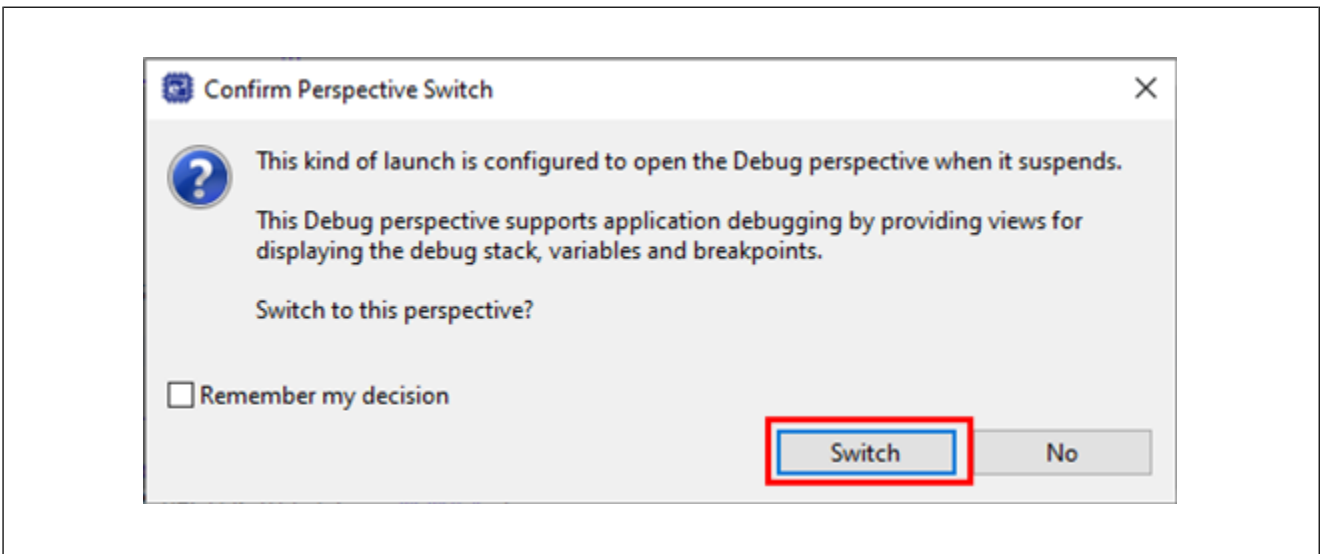 Confirm Perspective Switch
This kind of launch is configured to open the Debug perspective when it suspends.
This Debug perspective supports application debugging by providing views for
displaying the debug stack, variables and breakpoints.
Switch to this perspective?
Remember my decision
Switch
No